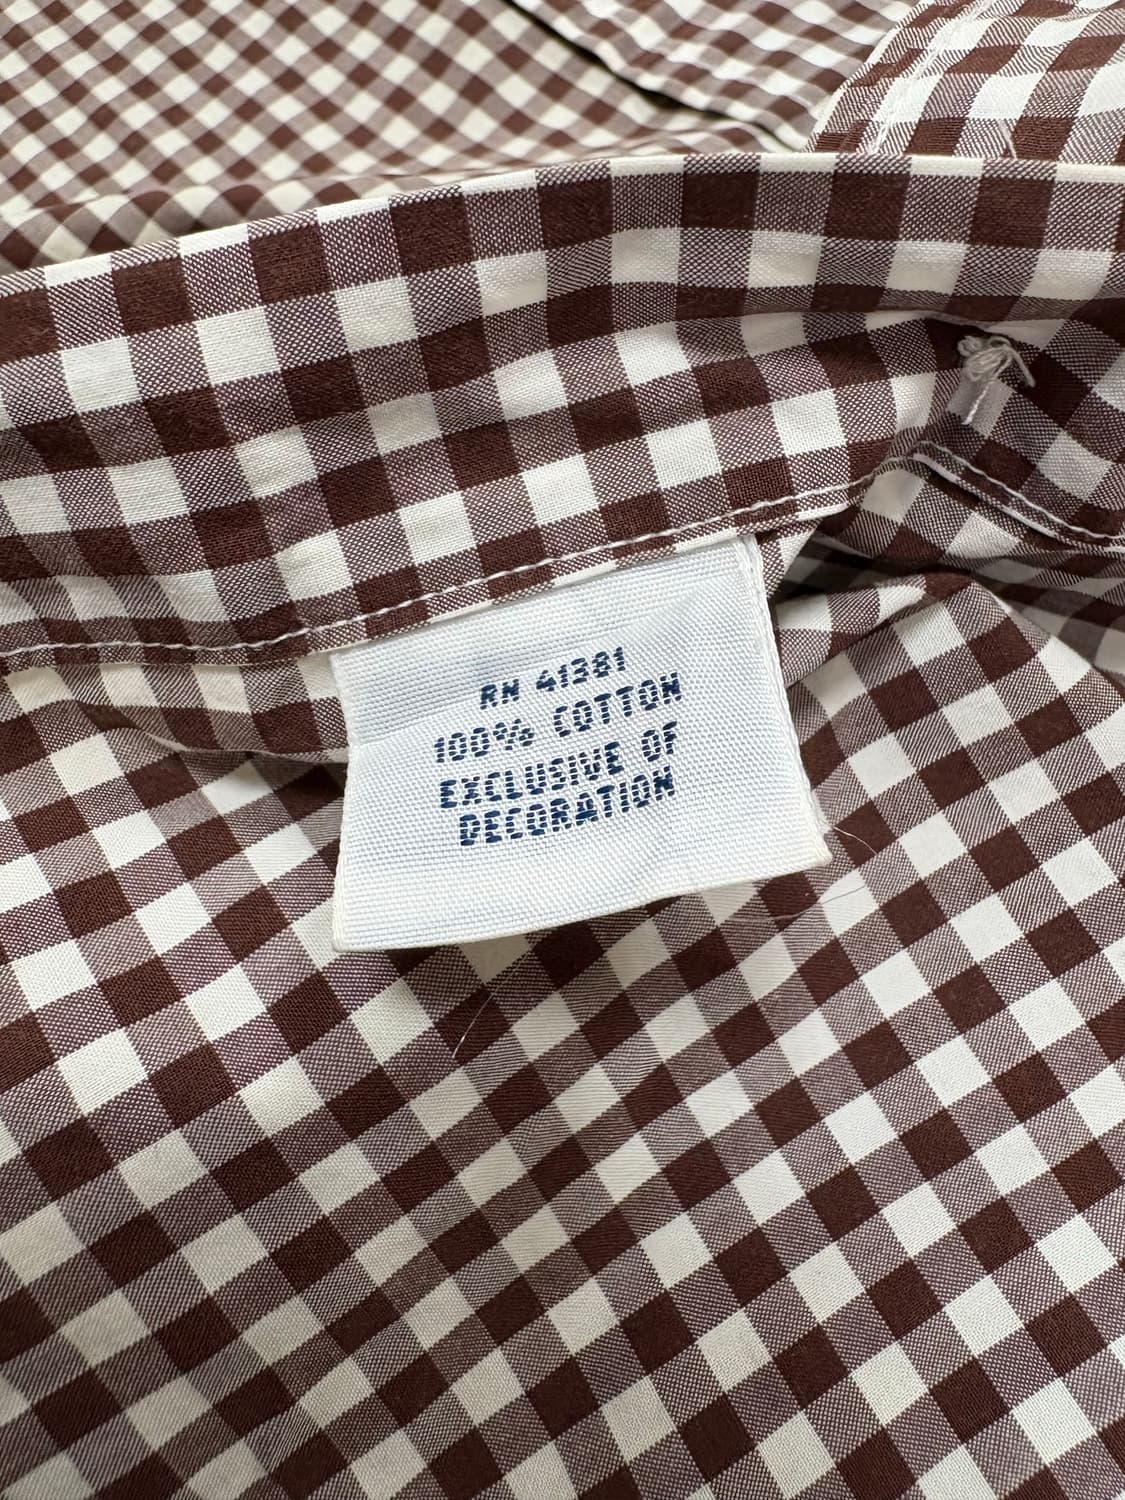 RN 41381
100% COTTON
EXCLUSIVE OF
DECORATION